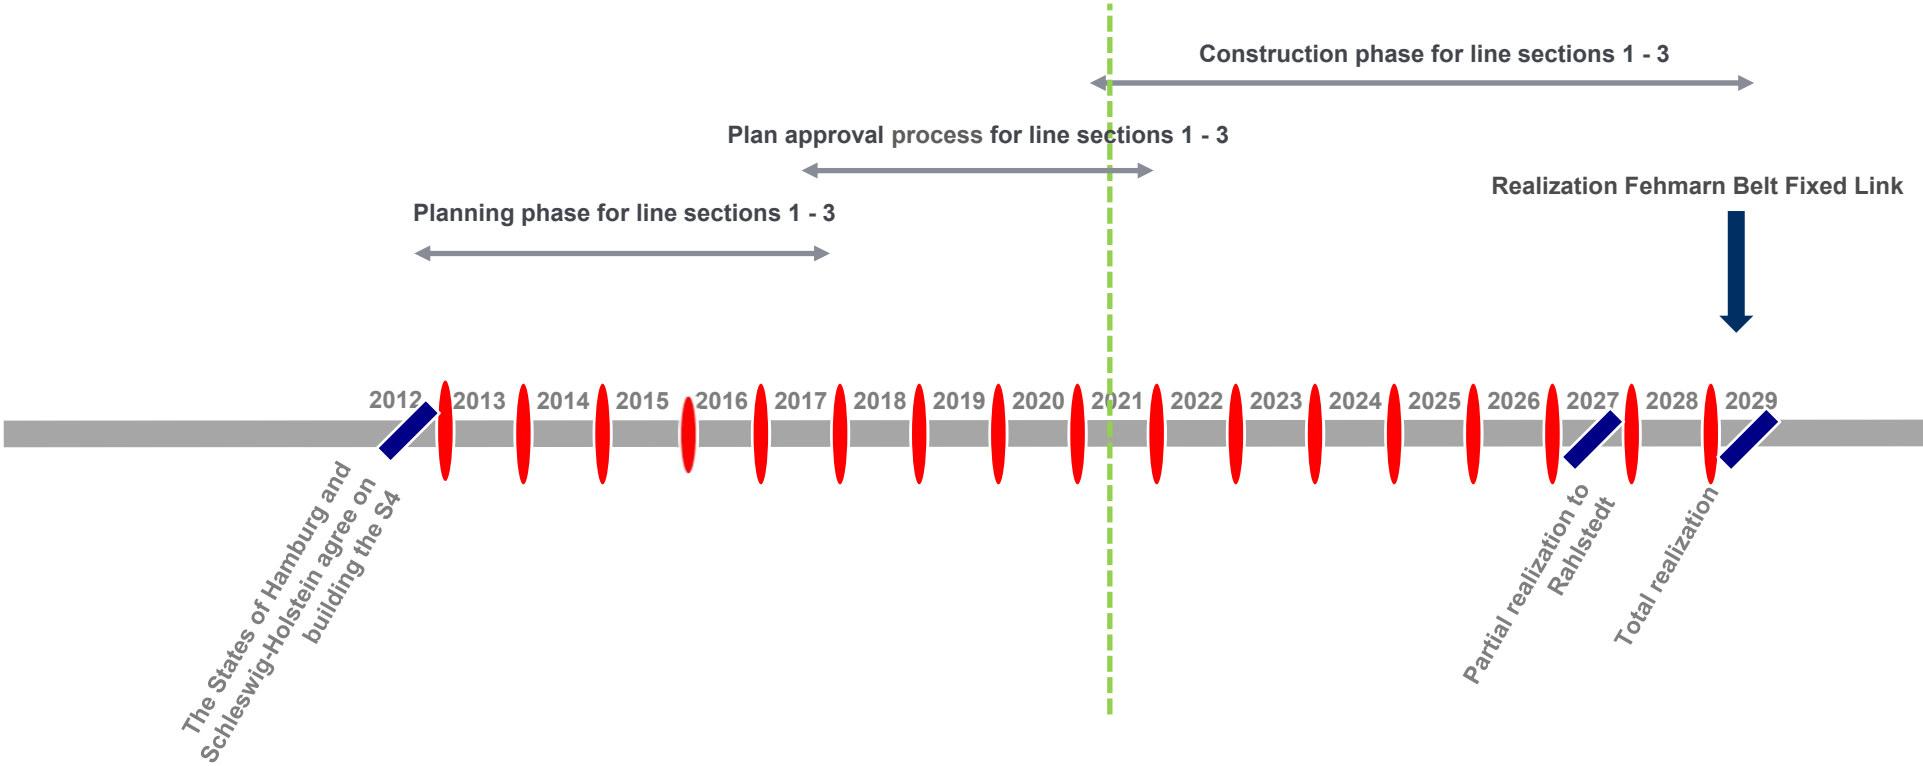 Construction phase for line sections 1 - 3
Plan approval process for line sections 1 - 3
Realization Fehmarn Belt Fixed Link
Planning phase for line sections 1 - 3
2012 2013 2014 2015 2016 2017 2018 2019 2020 2021 2022 2023 2024 2025 2026 2027 2028 2029
The States of Hamburg and
Schleswig-Holstein agree on
building the S4
Partial realization to
Rahlstedt
Total realization